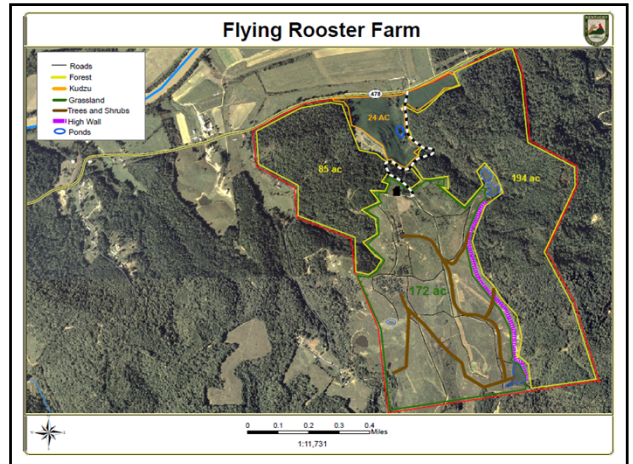 Flying Rooster Farm
Roads
Forest
Kudzu
Grassland
Trees and Shrubs
High Wall
Ponds
478
24 AC
85 ac
194 ac
172 ac
0 0.1 0.2 0.3 0.4
Miles
1:11,731